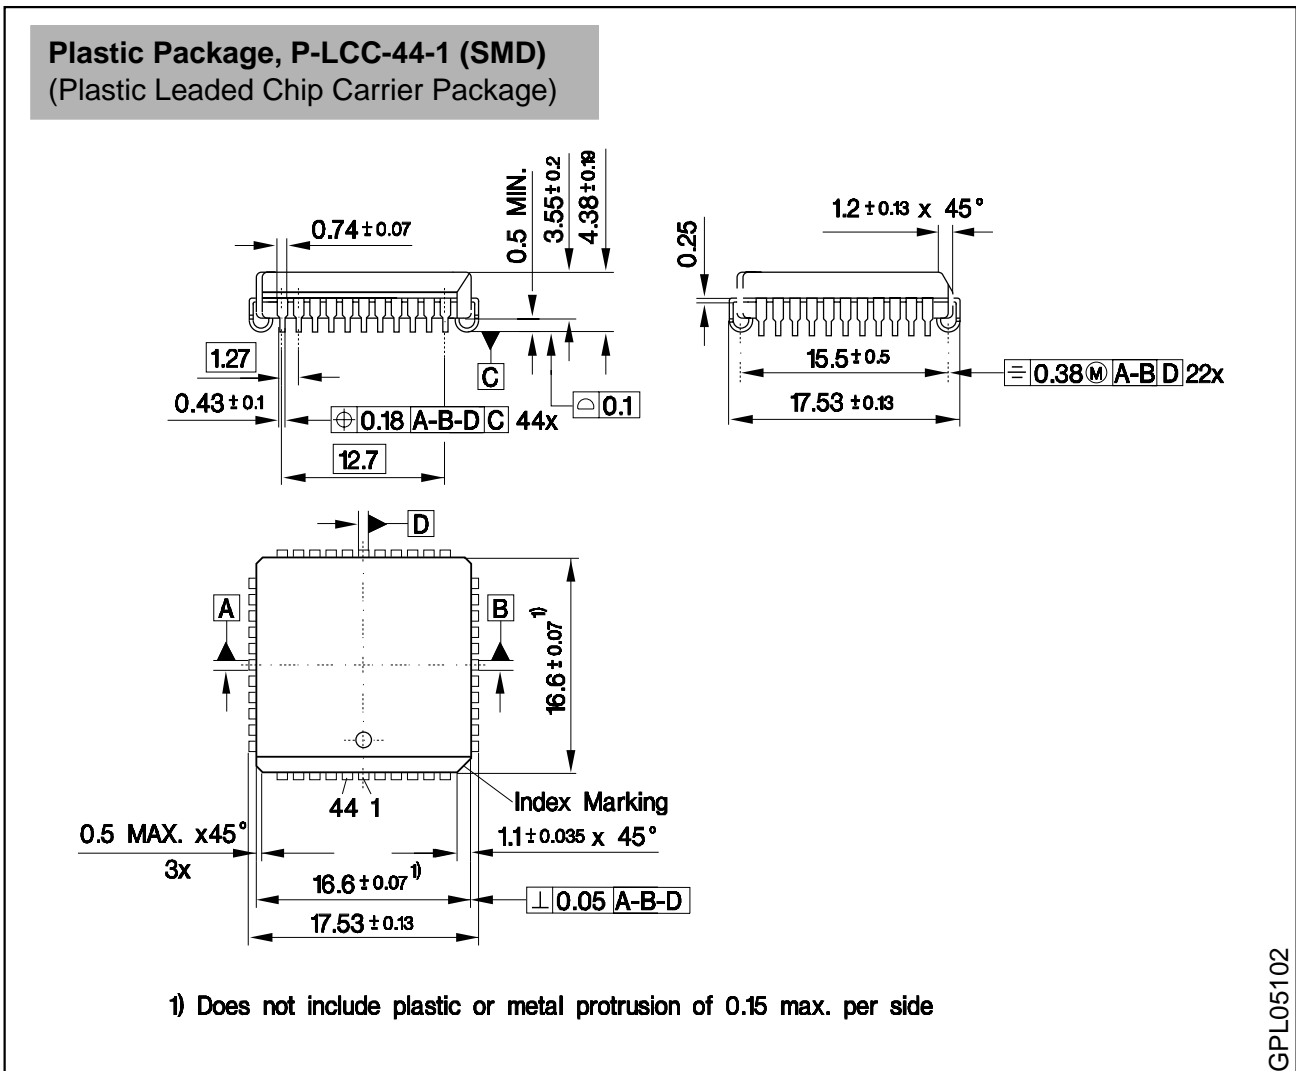 Plastic Package, P-LCC-44-1 (SMD)
(Plastic Leaded Chip Carrier Package)
0.74 ± 0.07
0.5 MIN.
3.55 ± 0.2
4.38 ± 0.19
1.27
0.43 ± 0.1
⌖ 0.18 A-B-D C 44x
12.7
C
⌓ 0.1
0.25
1.2 ± 0.13 x 45°
15.5 ± 0.5
⌯ 0.38 Ⓜ A-B D 22x
17.53 ± 0.13
D
A
B
16.6 ± 0.07 1)
44 1
Index Marking
0.5 MAX. x45°
3x
1.1 ± 0.035 x 45°
16.6 ± 0.07 1)
⊥ 0.05 A-B-D
17.53 ± 0.13
1) Does not include plastic or metal protrusion of 0.15 max. per side
GPL05102